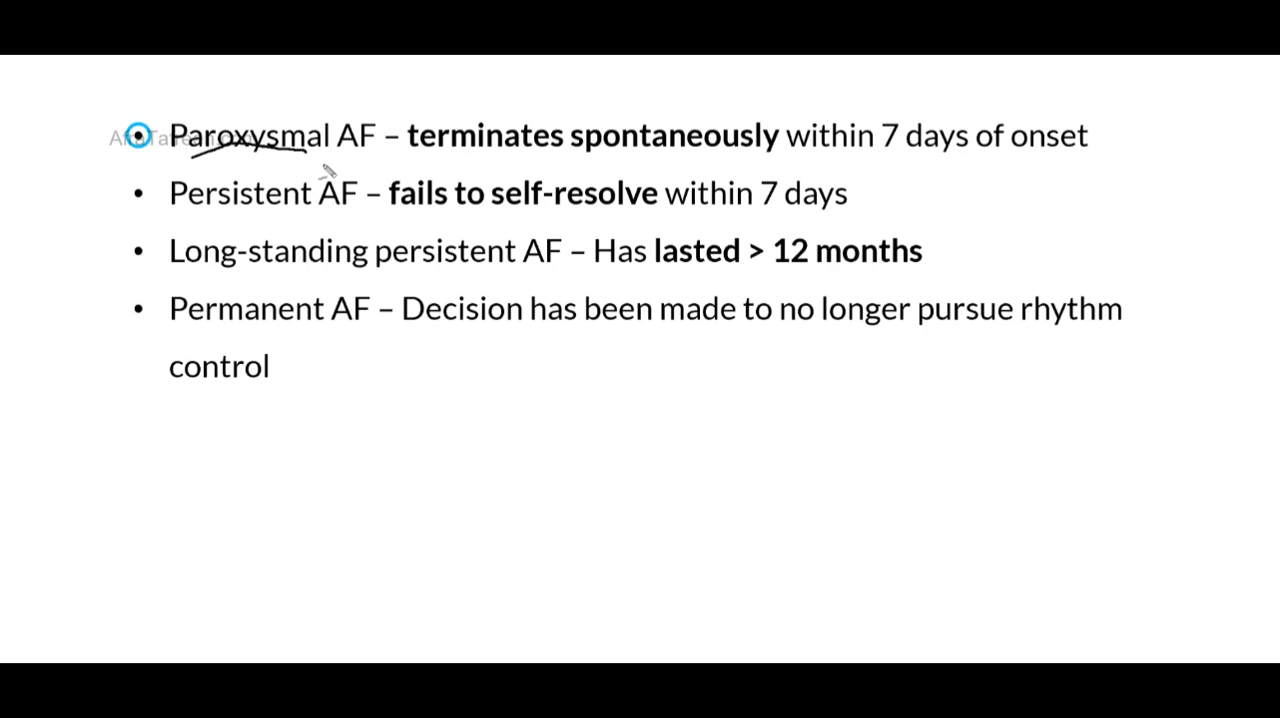 • Paroxysmal AF – terminates spontaneously within 7 days of onset
• Persistent AF – fails to self-resolve within 7 days
• Long-standing persistent AF – Has lasted > 12 months
• Permanent AF – Decision has been made to no longer pursue rhythm
control